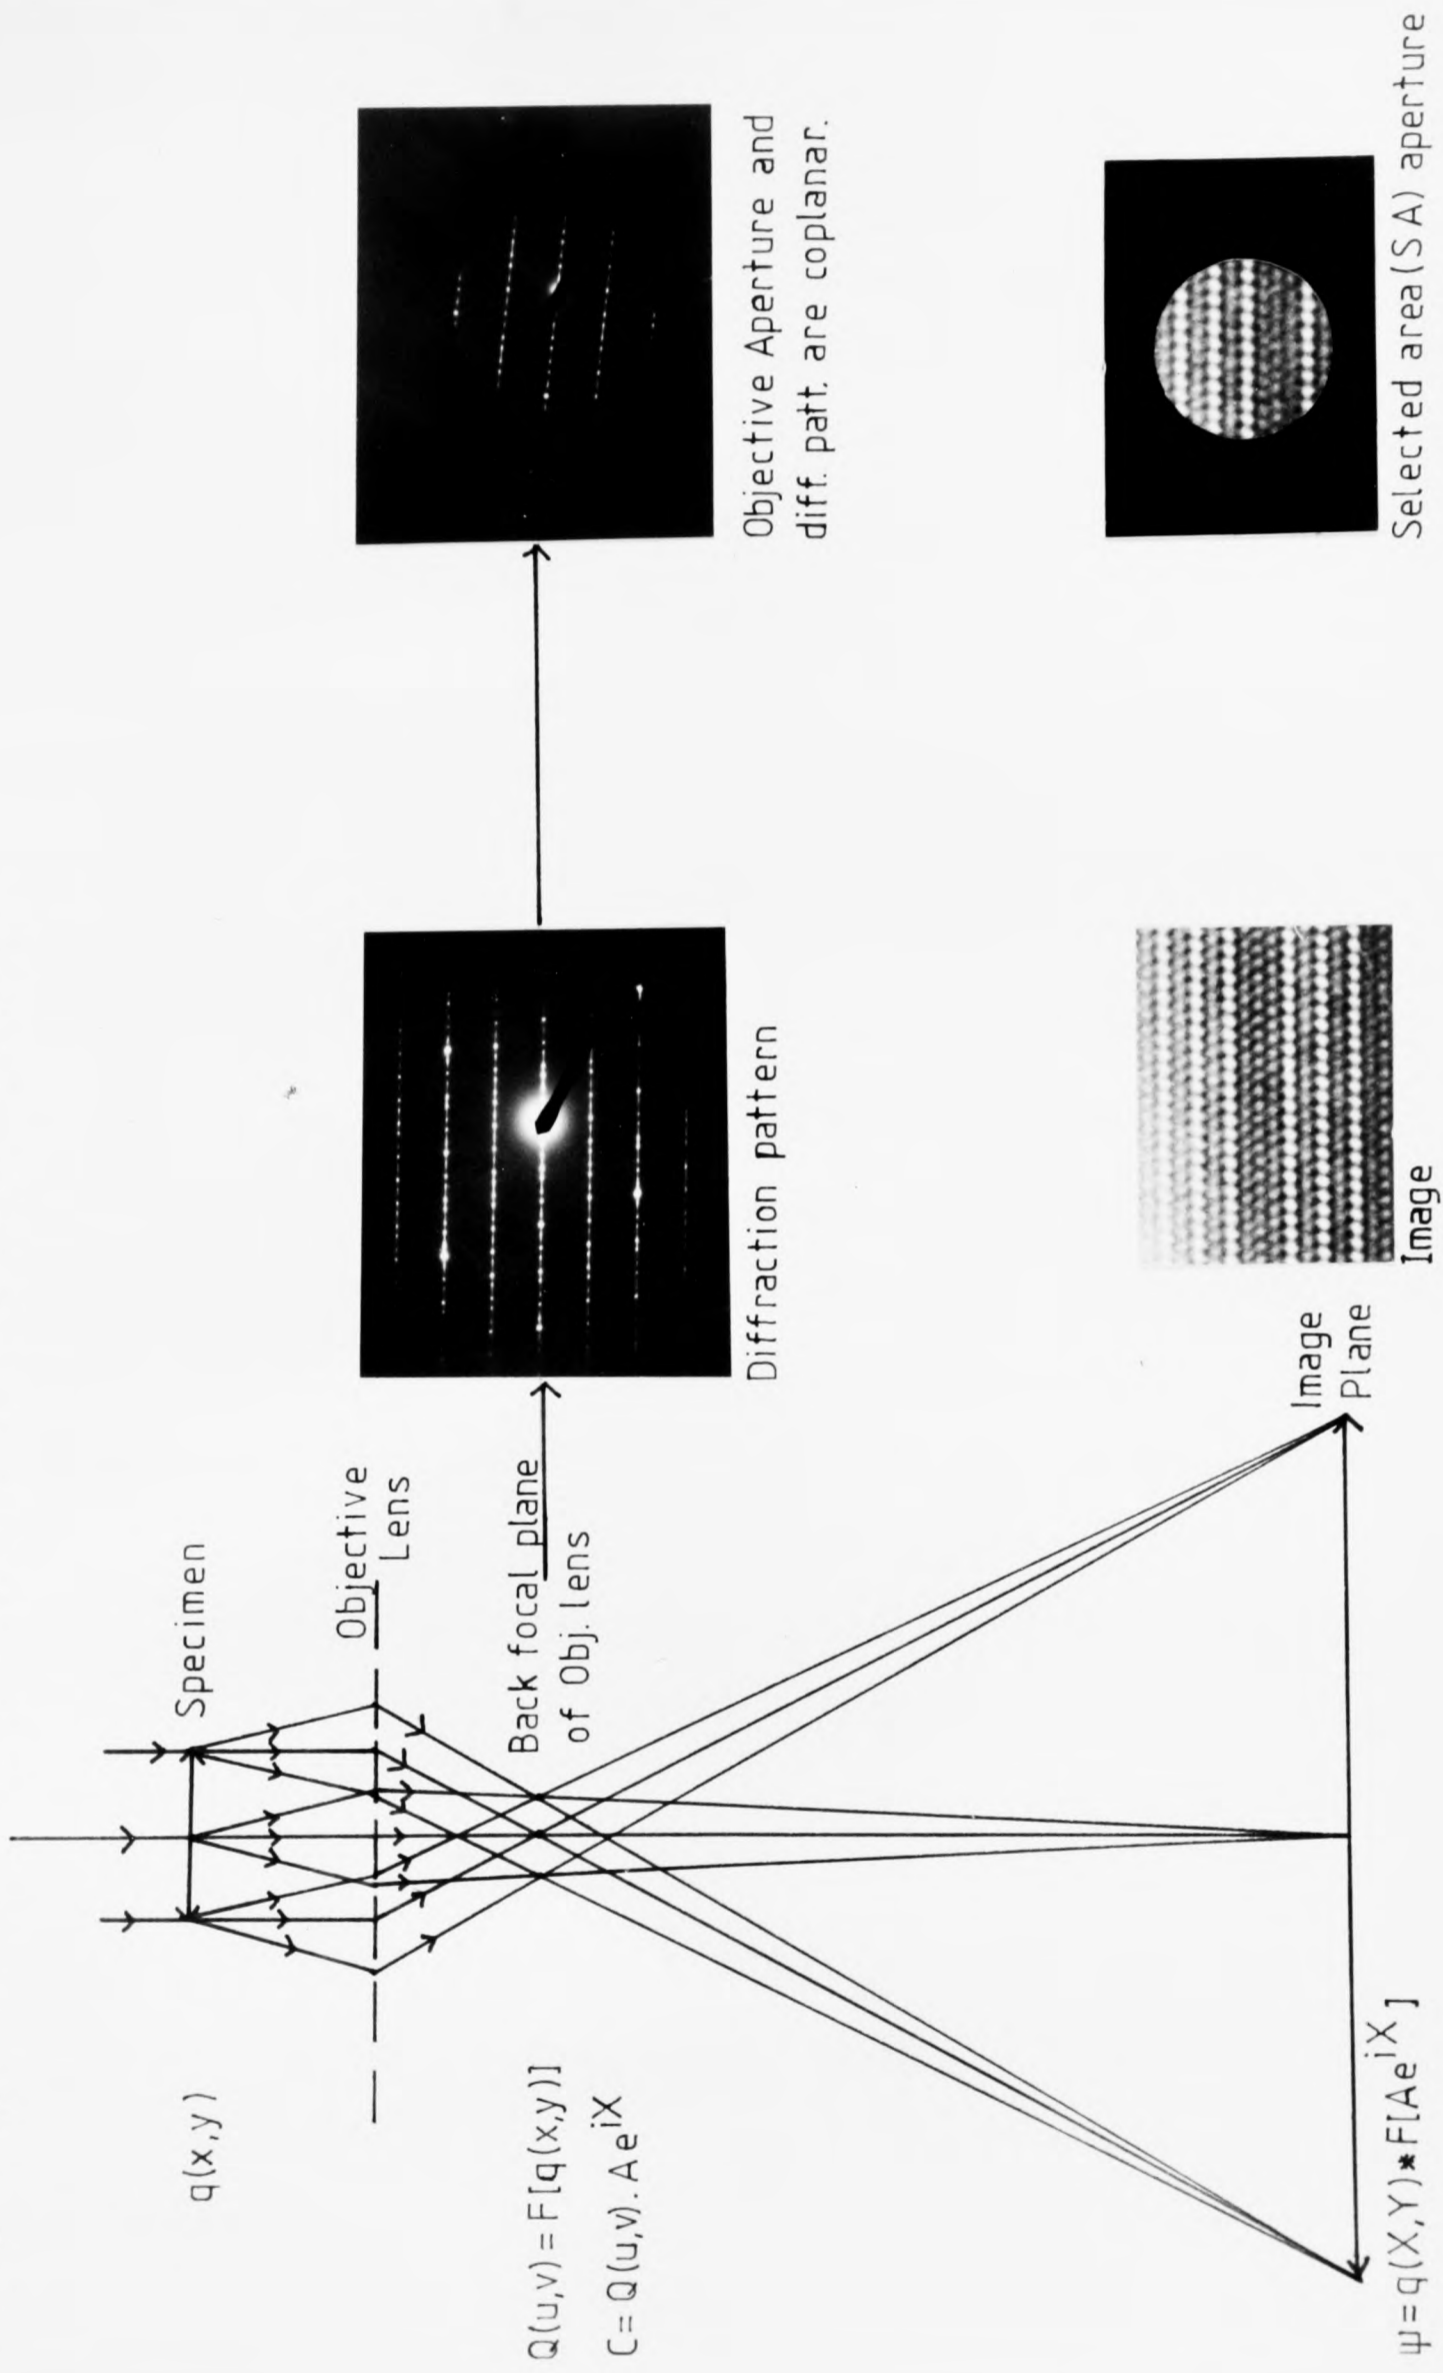 q(x,y)
Specimen
Objective
Lens
Q(u,v) = F[q(x,y)]
C = Q(u,v). Ae^iX
Back focal plane
of Obj. lens
Diffraction pattern
Objective Aperture and
diff. patt. are coplanar.
ψ = q(X,Y)*F[Ae^iX]
Image
Plane
Image
Selected area (SA) aperture